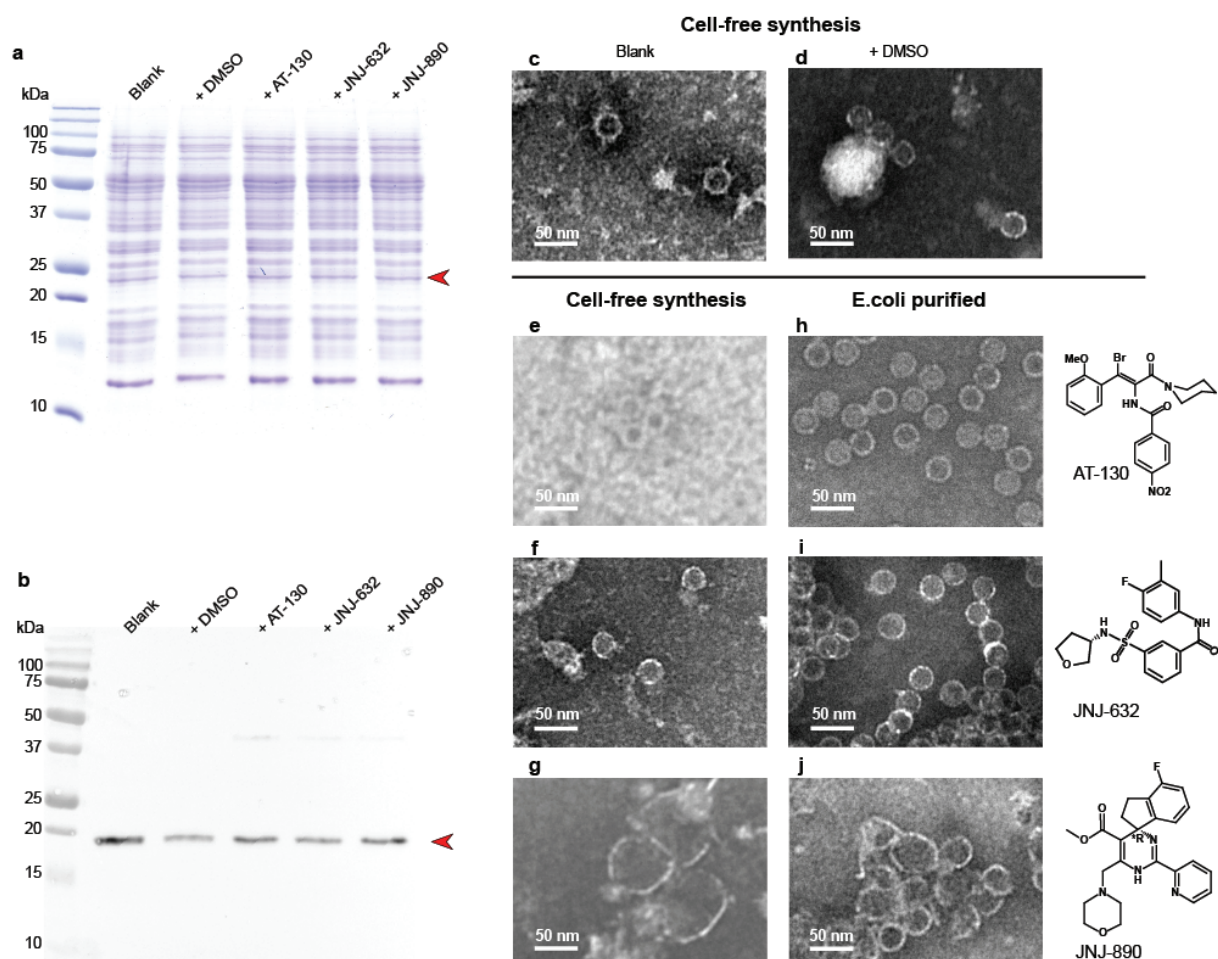 Cell-free synthesis
a
Blank
+ DMSO
+ AT-130
+ JNJ-632
+ JNJ-890
kDa
100
75
50
37
25
20
15
10
b
Blank
+ DMSO
+ AT-130
+ JNJ-632
+ JNJ-890
kDa
100
75
50
37
25
20
15
10
c
Blank
d
+ DMSO
50 nm
50 nm
Cell-free synthesis
E.coli purified
e
50 nm
h
50 nm
MeO
Br
O
N
HN
O
NO2
AT-130
f
50 nm
i
50 nm
F
H
N
O
S
O
O
NH
O
JNJ-632
g
50 nm
j
50 nm
F
O
O
*R
N
N
H
N
N
O
JNJ-890